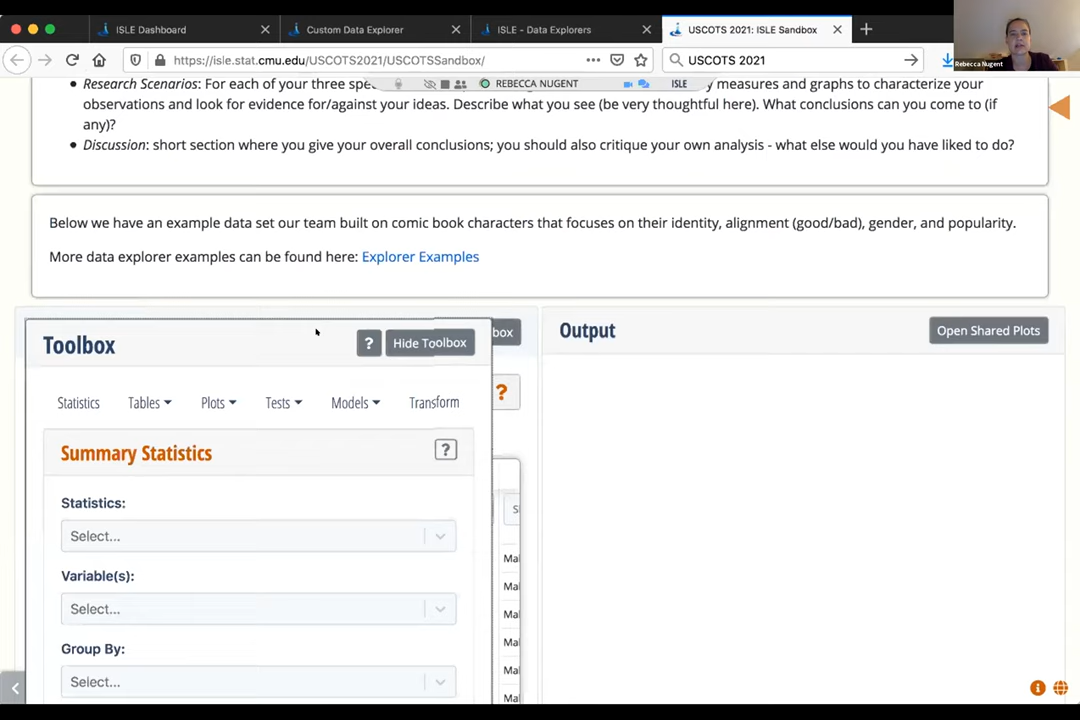 ISLE Dashboard
Custom Data Explorer
ISLE - Data Explorers
USCOTS 2021: ISLE Sandbox
https://isle.stat.cmu.edu/USCOTS2021/USCOTSSandbox/
USCOTS 2021
Rebecca Nugent
REBECCA NUGENT
ISLE
Research Scenarios: For each of your three spe measures and graphs to characterize your
observations and look for evidence for/against your ideas. Describe what you see (be very thoughtful here). What conclusions can you come to (if
any)?
Discussion: short section where you give your overall conclusions; you should also critique your own analysis - what else would you have liked to do?
Below we have an example data set our team built on comic book characters that focuses on their identity, alignment (good/bad), gender, and popularity.
More data explorer examples can be found here: Explorer Examples
Toolbox
?
Hide Toolbox
box
Output
Open Shared Plots
Statistics
Tables
Plots
Tests
Models
Transform
?
Summary Statistics
?
Statistics:
Select...
Variable(s):
Select...
Group By:
Select...
Mal
Mal
Mal
Mal
Mal
Mal